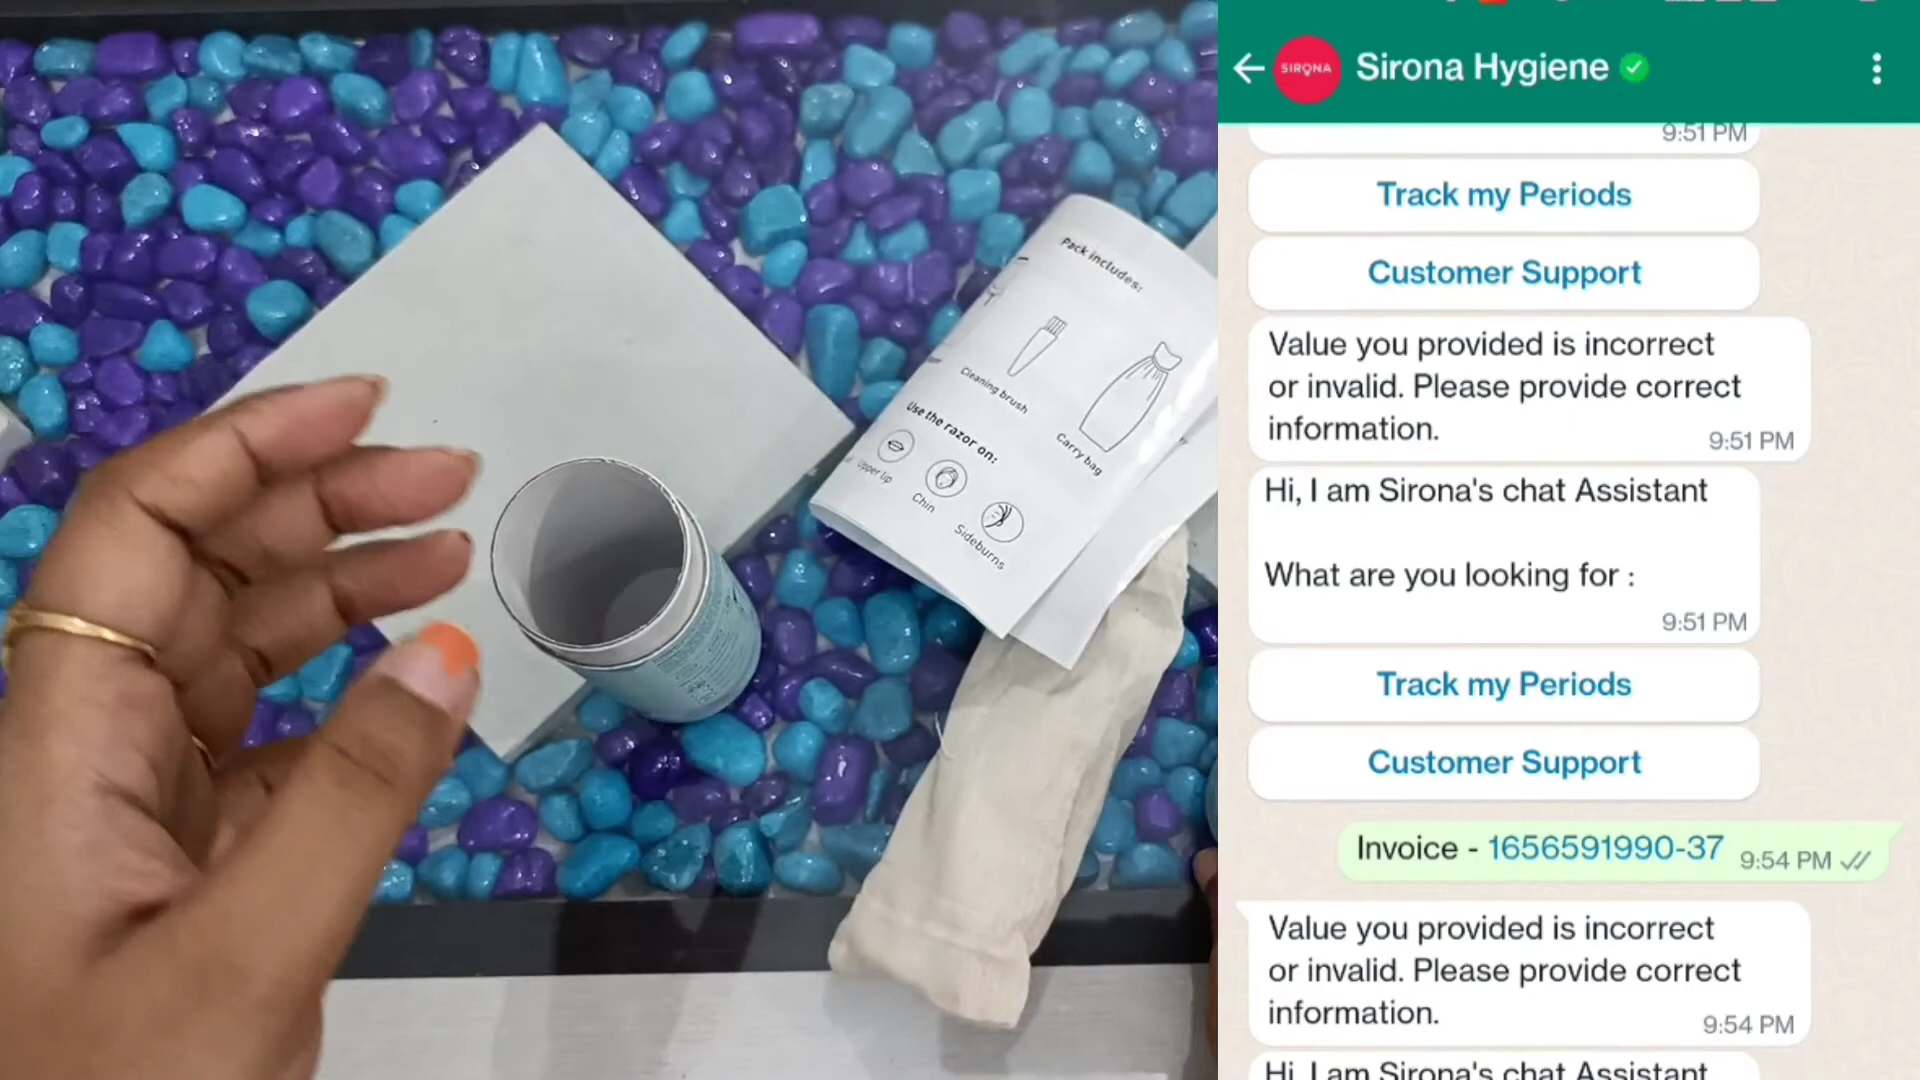 Pack includes:
Cleaning brush
Carry bag
Use the razor on:
Upper lip
Chin
Sideburns
SIRONA
Sirona Hygiene
9:51 PM
Track my Periods
Customer Support
Value you provided is incorrect
or invalid. Please provide correct
information.
9:51 PM
Hi, I am Sirona's chat Assistant
What are you looking for :
9:51 PM
Track my Periods
Customer Support
Invoice - 1656591990-37 9:54 PM
Value you provided is incorrect
or invalid. Please provide correct
information.
9:54 PM
Hi, I am Sirona's chat Assistant